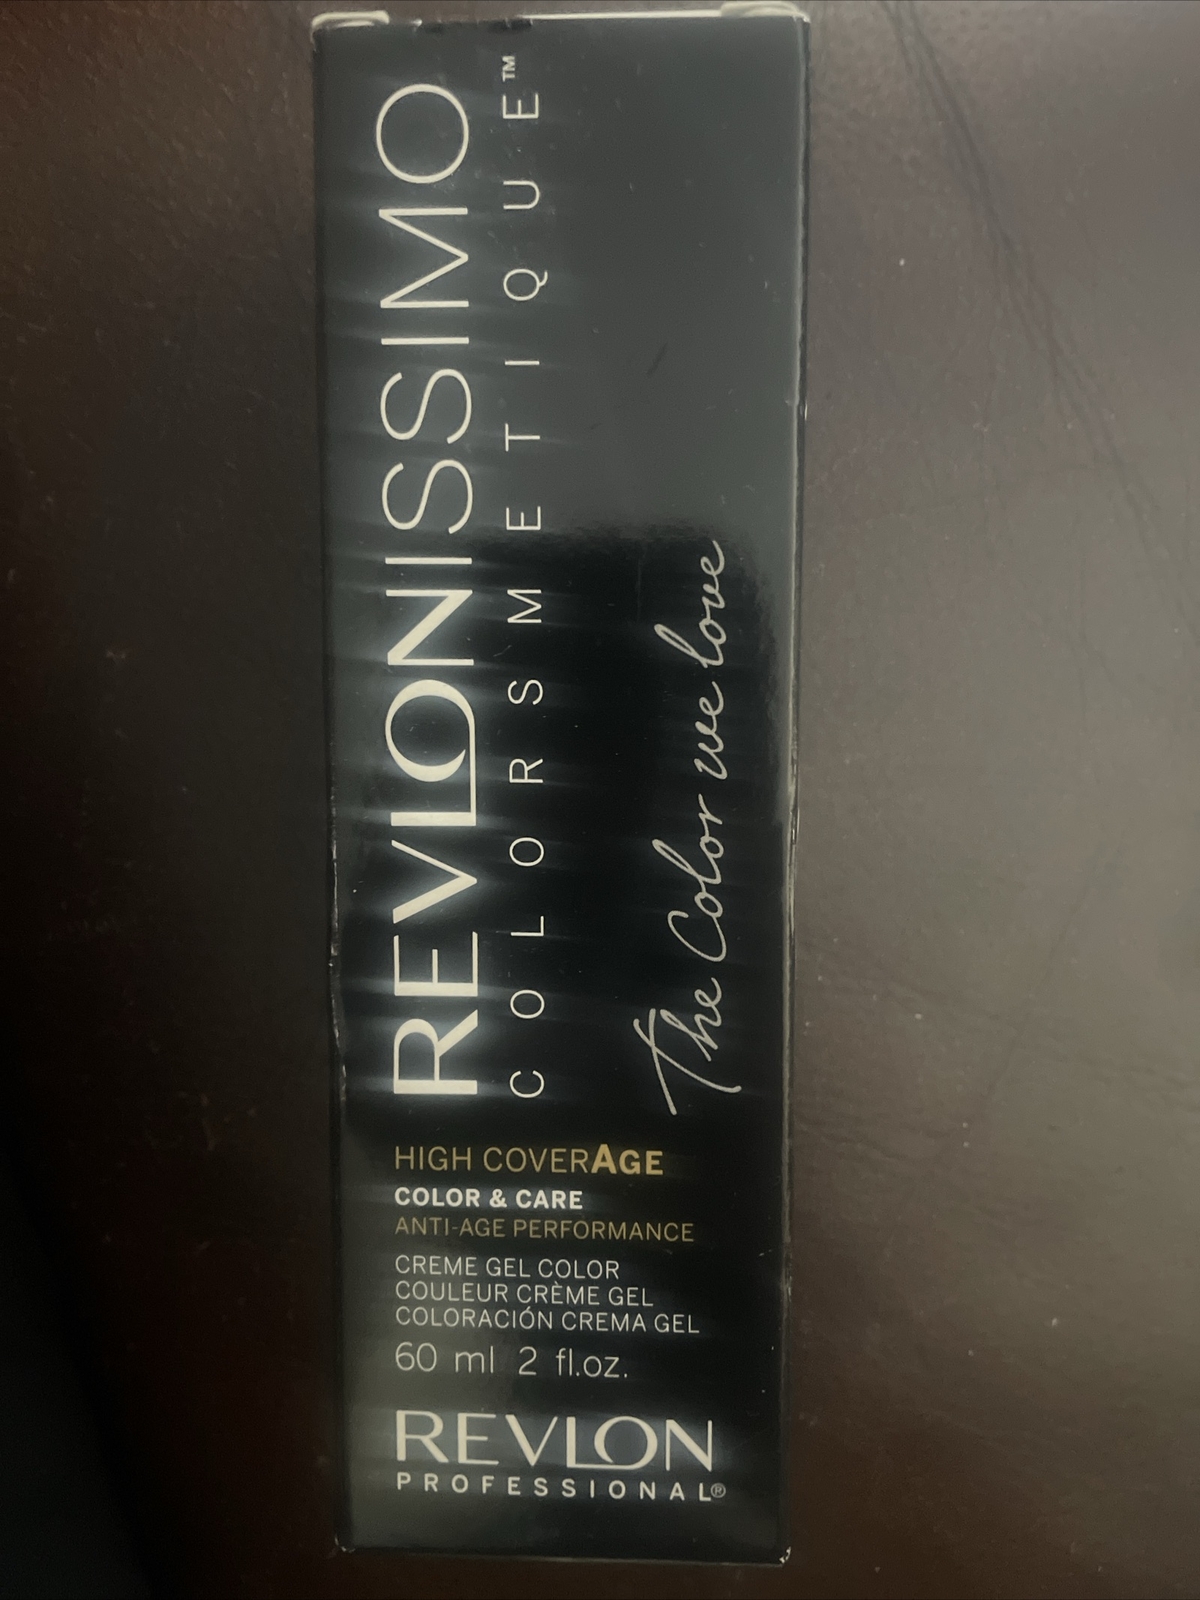 REVLONISSIMO
COLORSMETIQUE™
The Color we love
HIGH COVERAGE
COLOR & CARE
ANTI-AGE PERFORMANCE
CREME GEL COLOR
COULEUR CRÈME GEL
COLORACIÓN CREMA GEL
60 ml 2 fl.oz.
REVLON
PROFESSIONAL®